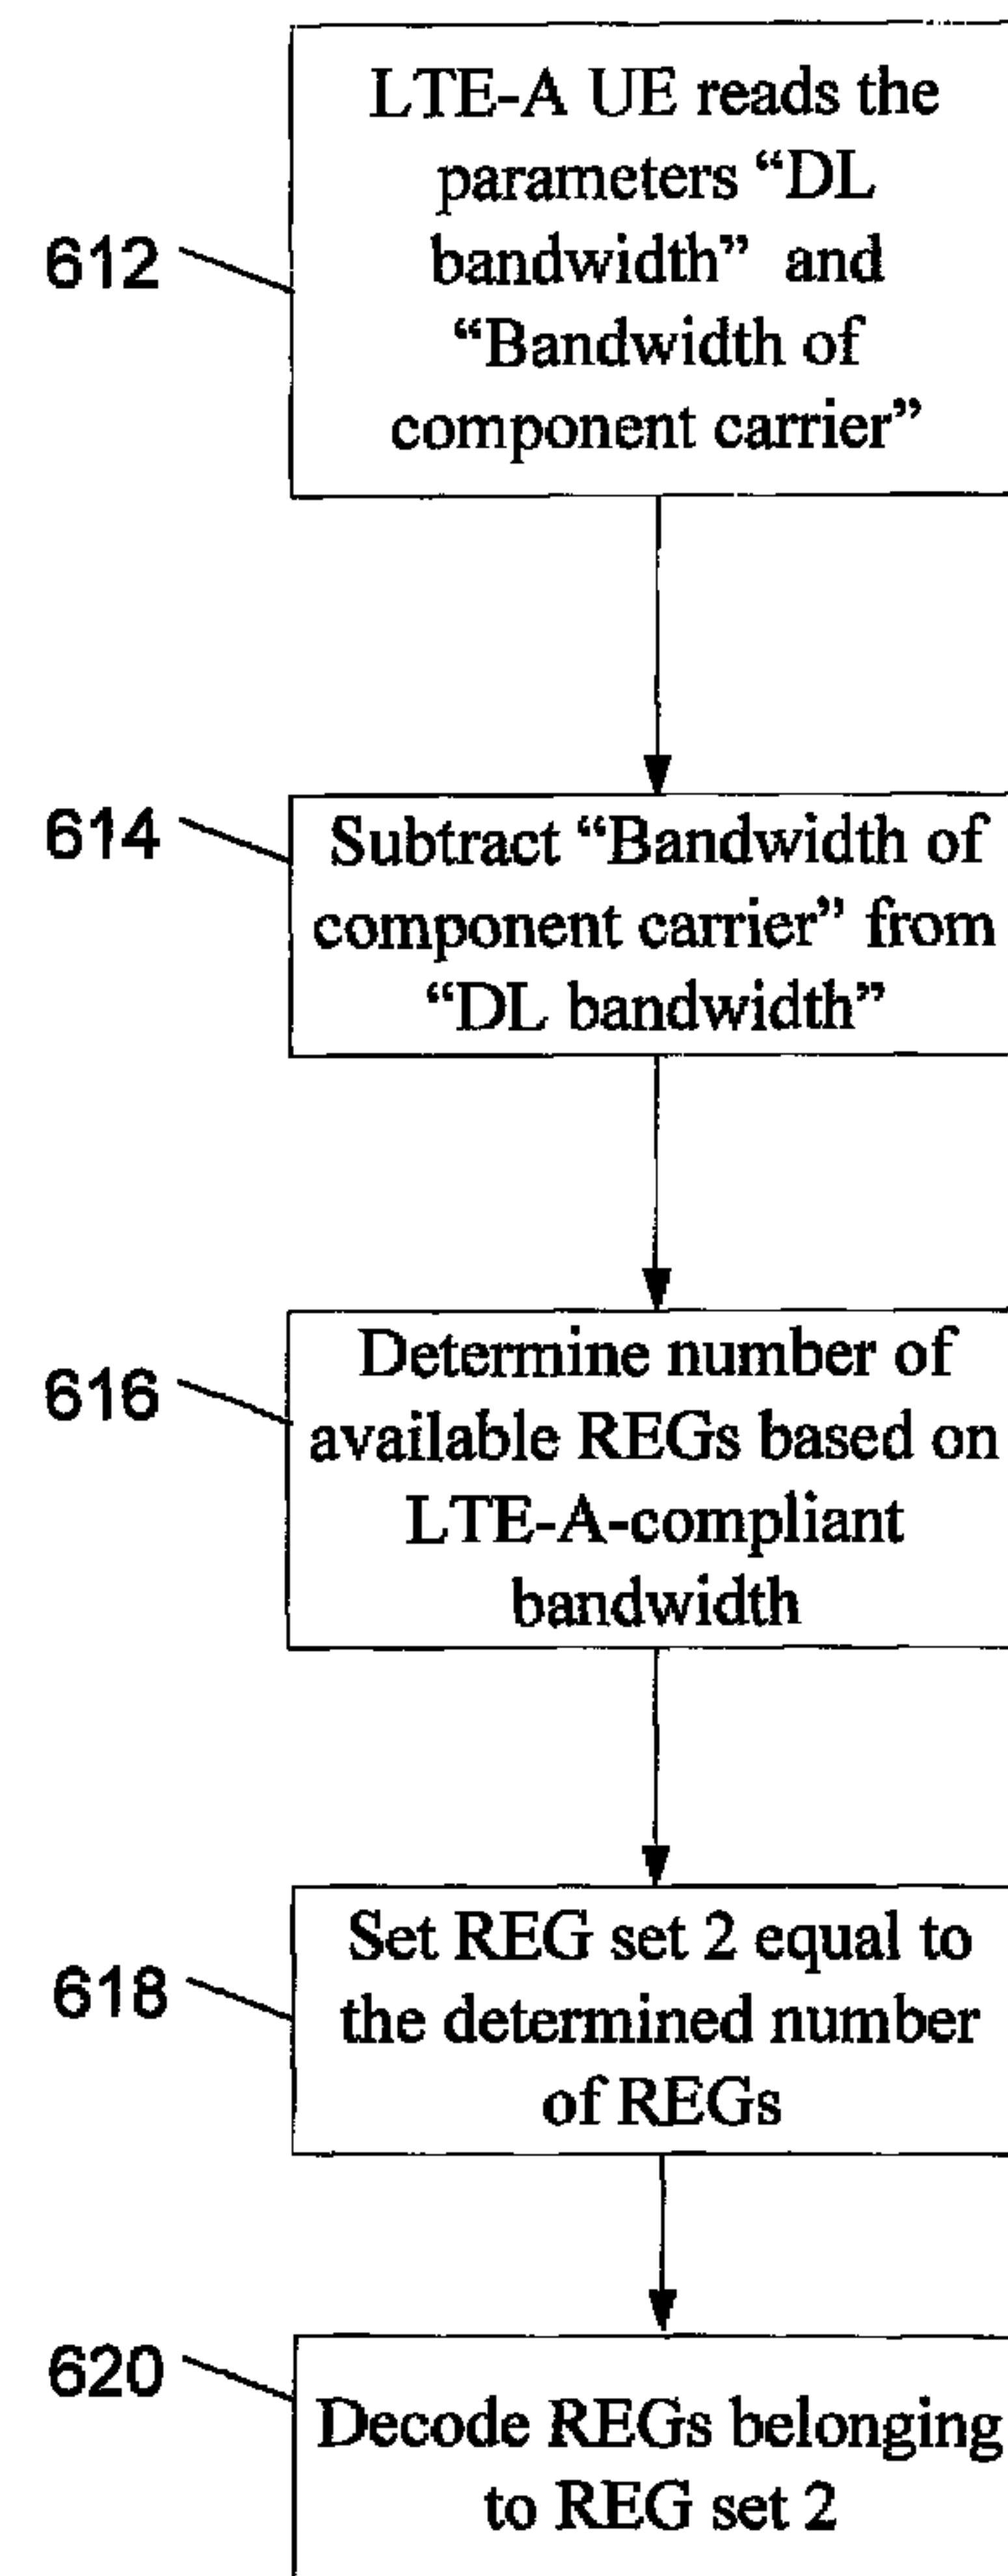 LTE-A UE reads the
parameters “DL
bandwidth” and
“Bandwidth of
component carrier”
612
614
Subtract “Bandwidth of
component carrier” from
“DL bandwidth”
616
Determine number of
available REGs based on
LTE-A-compliant
bandwidth
618
Set REG set 2 equal to
the determined number
of REGs
620
Decode REGs belonging
to REG set 2